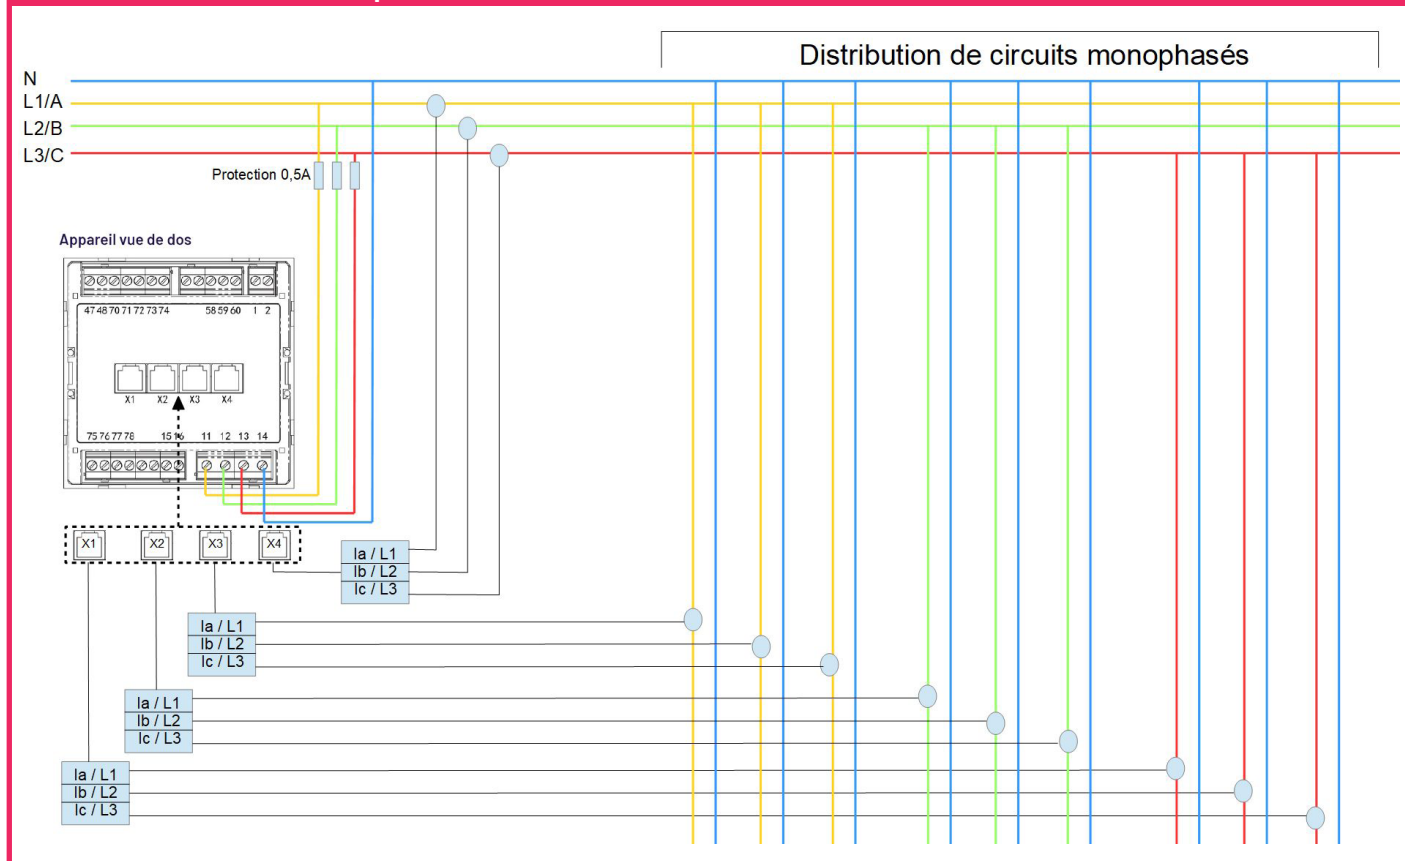 Distribution de circuits monophasés
N
L1/A
L2/B
L3/C
Protection 0,5A
Appareil vue de dos
47 48 70 71 72 73 74 58 59 60 1 2
X1 X2 X3 X4
75 76 77 78 15 16 11 12 13 14
X1 X2 X3 X4
Ia / L1
Ib / L2
Ic / L3
Ia / L1
Ib / L2
Ic / L3
Ia / L1
Ib / L2
Ic / L3
Ia / L1
Ib / L2
Ic / L3